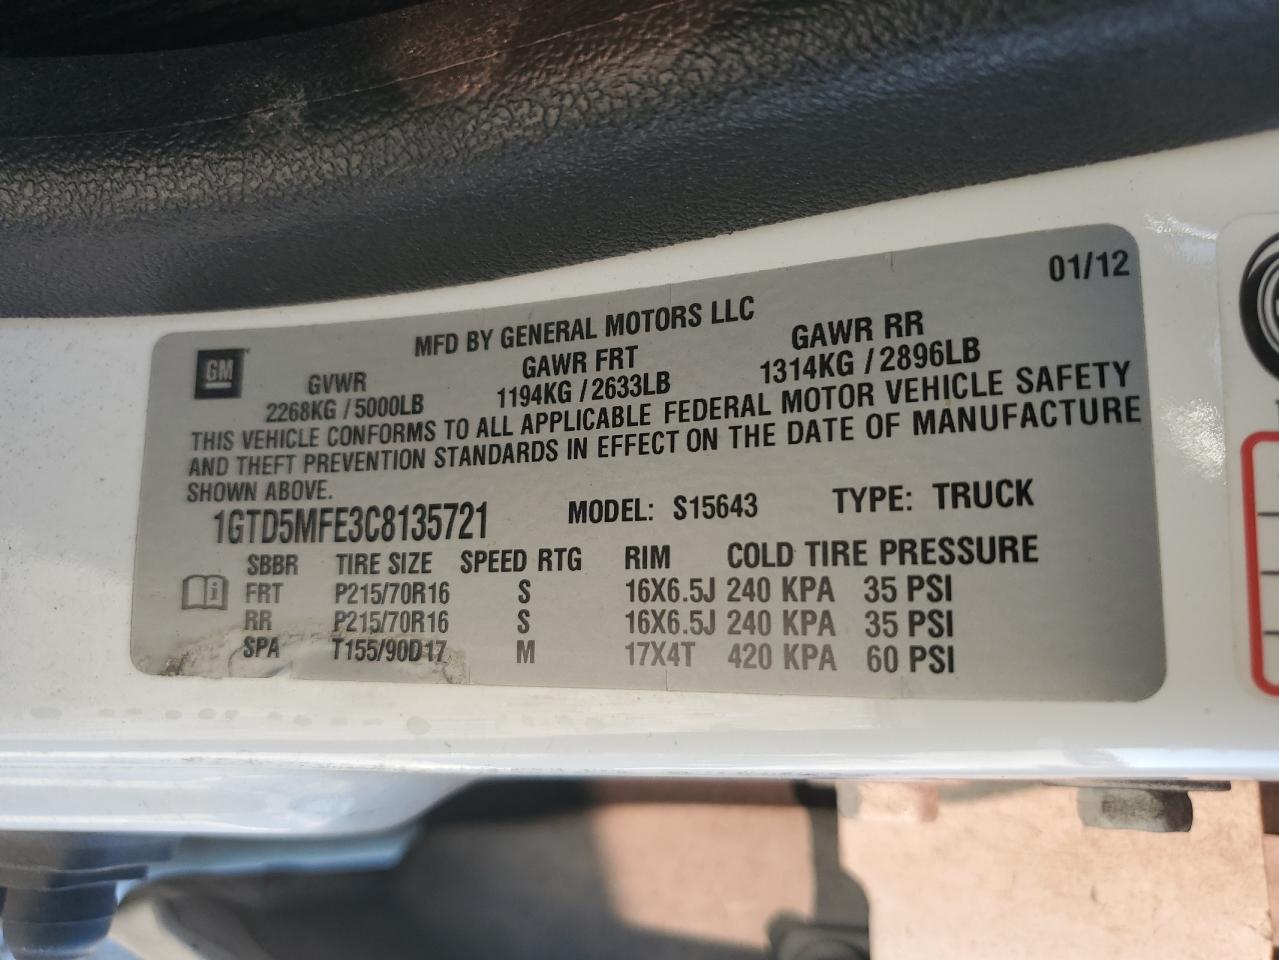 01/12
MFD BY GENERAL MOTORS LLC
GM
GVWR GAWR FRT GAWR RR
2268KG / 5000LB 1194KG / 2633LB 1314KG / 2896LB
THIS VEHICLE CONFORMS TO ALL APPLICABLE FEDERAL MOTOR VEHICLE SAFETY
AND THEFT PREVENTION STANDARDS IN EFFECT ON THE DATE OF MANUFACTURE
SHOWN ABOVE.
1GTD5MFE3C8135721 MODEL: S15643 TYPE: TRUCK
SBBR TIRE SIZE SPEED RTG RIM COLD TIRE PRESSURE
FRT P215/70R16 S 16X6.5J 240 KPA 35 PSI
RR P215/70R16 S 16X6.5J 240 KPA 35 PSI
SPA T155/90D17 M 17X4T 420 KPA 60 PSI